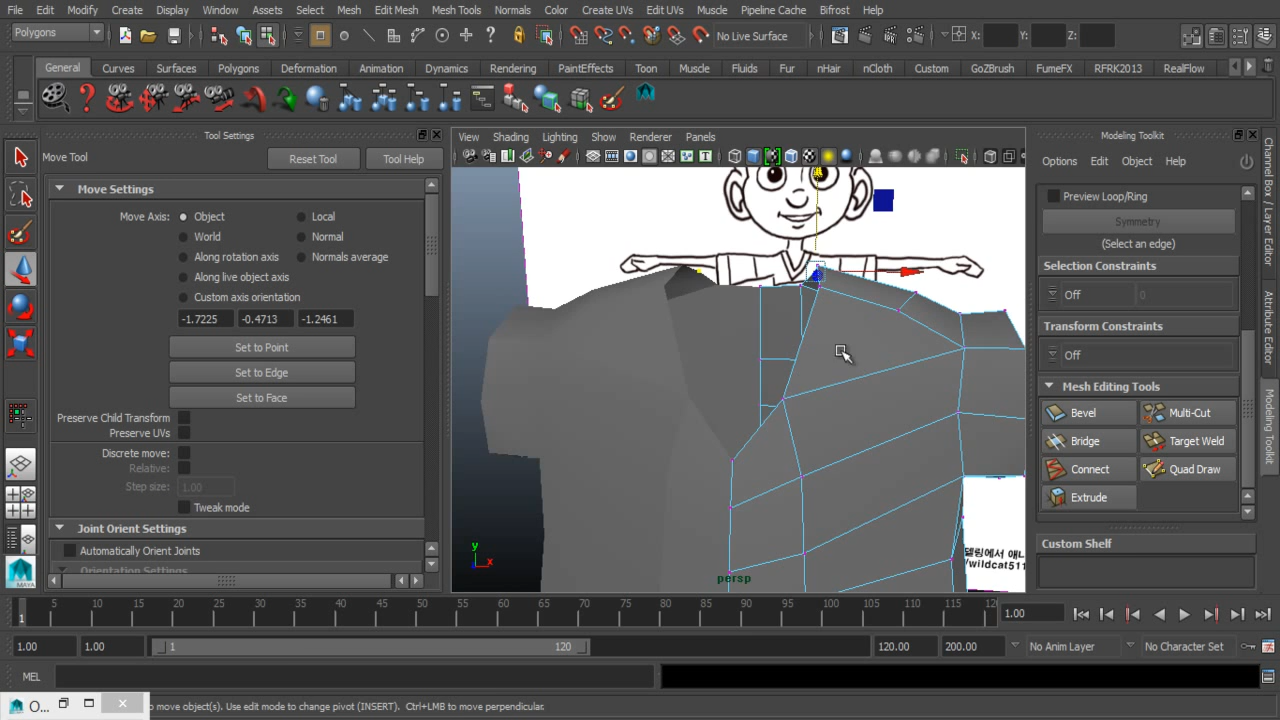 File Edit Modify Create Display Window Assets Select Mesh Edit Mesh Mesh Tools Normals Color Create UVs Edit UVs Muscle Pipeline Cache Bifrost Help
Polygons
No Live Surface
X:
Y:
Z:
General Curves Surfaces Polygons Deformation Animation Dynamics Rendering PaintEffects Toon Muscle Fluids Fur nHair nCloth Custom GoZBrush FumeFX RFRK2013 RealFlow
Tool Settings
Move Tool
Reset Tool
Tool Help
Move Settings
Move Axis:
Object
Local
World
Normal
Along rotation axis
Normals average
Along live object axis
Custom axis orientation
-1.7225
-0.4713
-1.2461
Set to Point
Set to Edge
Set to Face
Preserve Child Transform
Preserve UVs
Discrete move:
Relative:
Step size:
1.00
Tweak mode
Joint Orient Settings
Automatically Orient Joints
Orientation Settings
View Shading Lighting Show Renderer Panels
y
x
persp
/wildcat511
Modeling Toolkit
Options Edit Object Help
Preview Loop/Ring
Symmetry
(Select an edge)
Selection Constraints
Off
0
Transform Constraints
Off
Mesh Editing Tools
Bevel
Multi-Cut
Bridge
Target Weld
Connect
Quad Draw
Extrude
Custom Shelf
Channel Box / Layer Editor
Attribute Editor
Modeling Toolkit
1
5 10 15 20 25 30 35 40 45 50 55 60 65 70 75 80 85 90 95 100 105 110 115 12
1.00
1.00
1.00
1
120
120.00
200.00
No Anim Layer
No Character Set
MEL
O...
o move object(s). Use edit mode to change pivot (INSERT). Ctrl+LMB to move perpendicular.